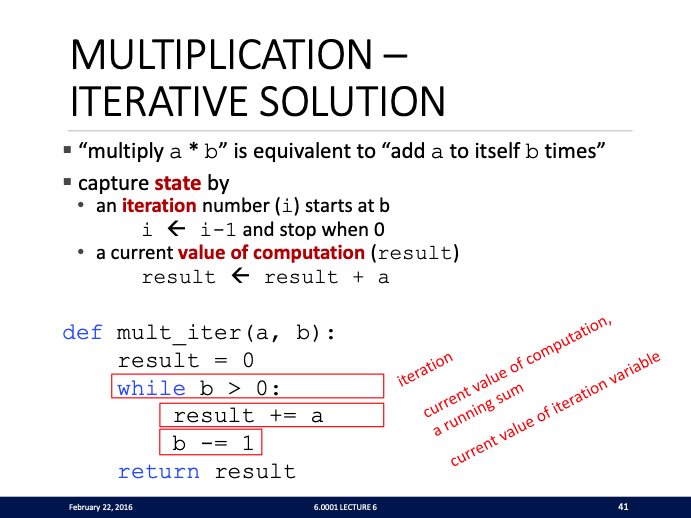 MULTIPLICATION –
ITERATIVE SOLUTION
▪ “multiply a * b” is equivalent to “add a to itself b times”
▪ capture state by
• an iteration number (i) starts at b
i ← i-1 and stop when 0
• a current value of computation (result)
result ← result + a
def mult_iter(a, b):
result = 0
while b > 0:
result += a
b -= 1
return result
iteration
current value of computation,
a running sum
current value of iteration variable
February 22, 2016
6.0001 LECTURE 6
41